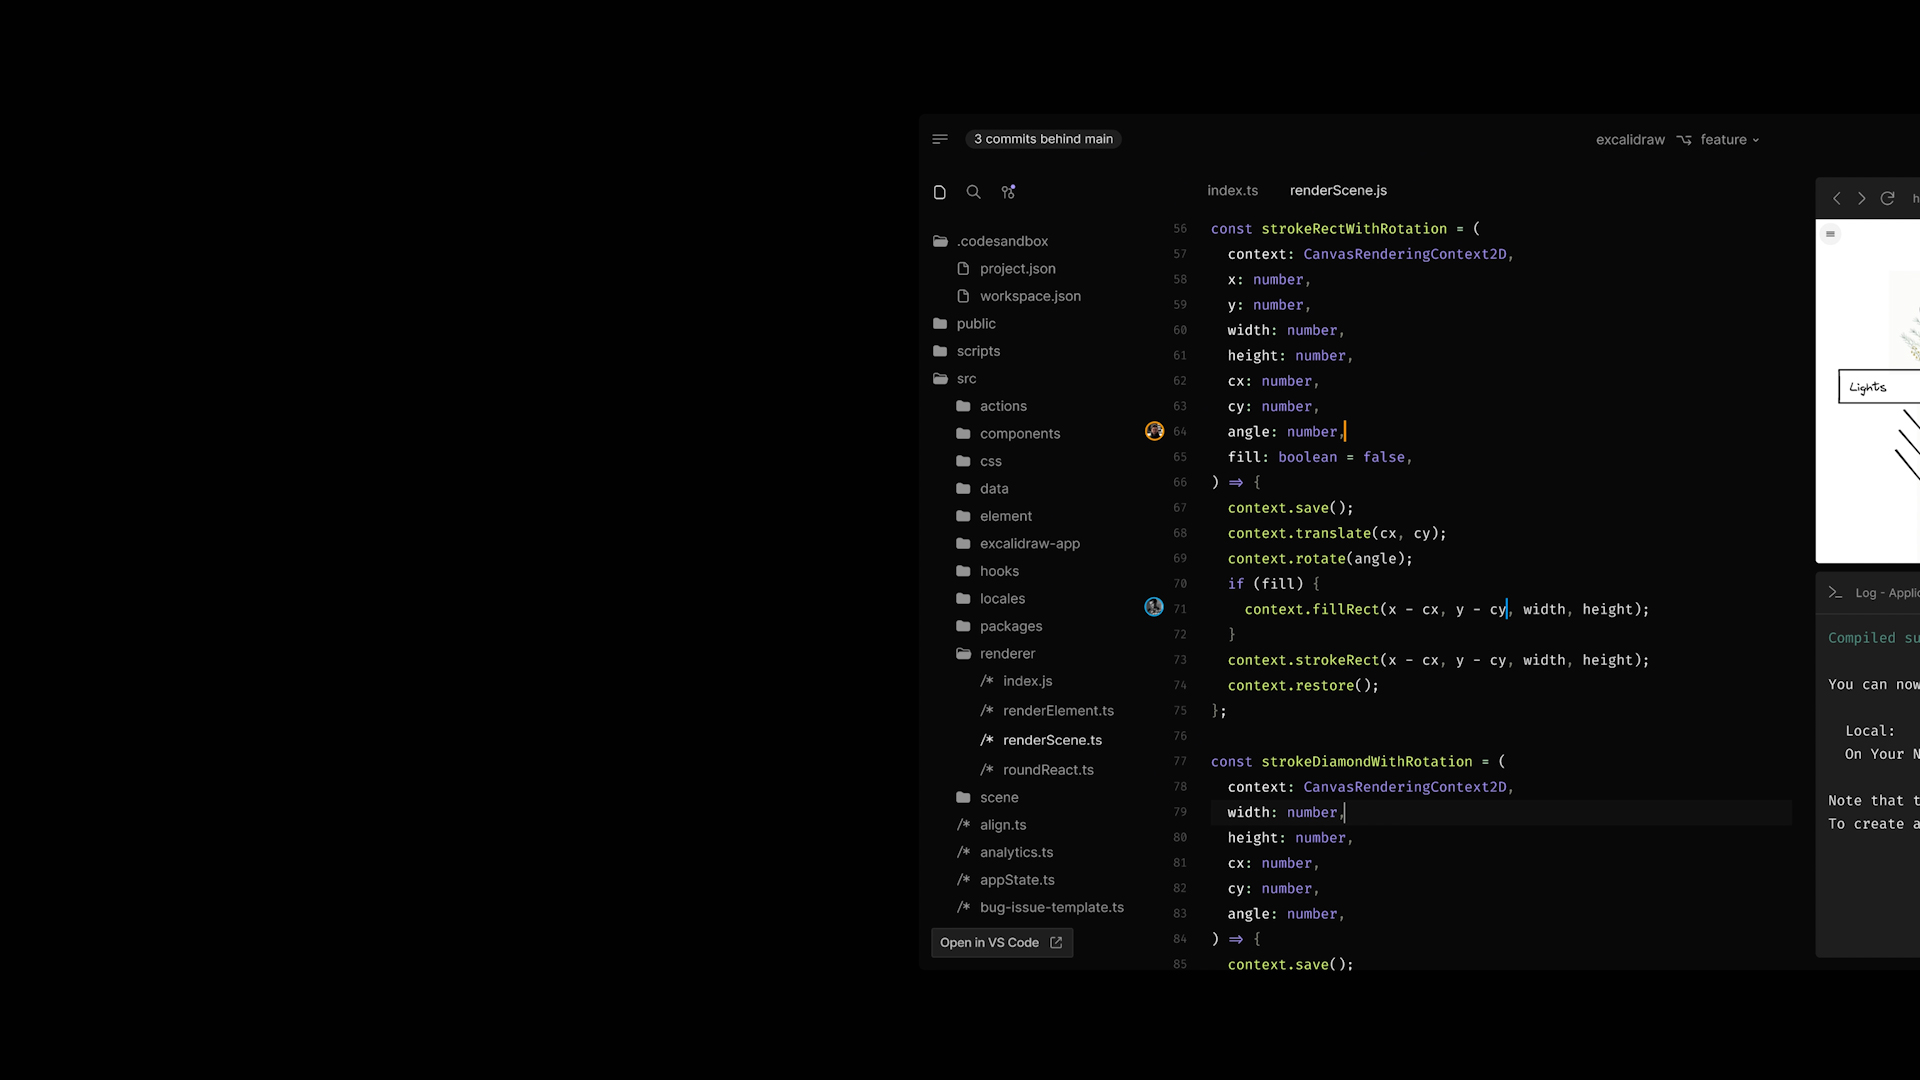 3 commits behind main
excalidraw feature
.codesandbox
project.json
workspace.json
public
scripts
src
actions
components
css
data
element
excalidraw-app
hooks
locales
packages
renderer
/* index.js
/* renderElement.ts
/* renderScene.ts
/* roundReact.ts
scene
/* align.ts
/* analytics.ts
/* appState.ts
/* bug-issue-template.ts
Open in VS Code
index.ts renderScene.js
56 const strokeRectWithRotation = (
57 context: CanvasRenderingContext2D,
58 x: number,
59 y: number,
60 width: number,
61 height: number,
62 cx: number,
63 cy: number,
64 angle: number,
65 fill: boolean = false,
66 ) => {
67 context.save();
68 context.translate(cx, cy);
69 context.rotate(angle);
70 if (fill) {
71 context.fillRect(x - cx, y - cy, width, height);
72 }
73 context.strokeRect(x - cx, y - cy, width, height);
74 context.restore();
75 };
76
77 const strokeDiamondWithRotation = (
78 context: CanvasRenderingContext2D,
79 width: number,
80 height: number,
81 cx: number,
82 cy: number,
83 angle: number,
84 ) => {
85 context.save();
h
Lights
>_ Log - Applic
Compiled su
You can now
Local:
On Your N
Note that t
To create a